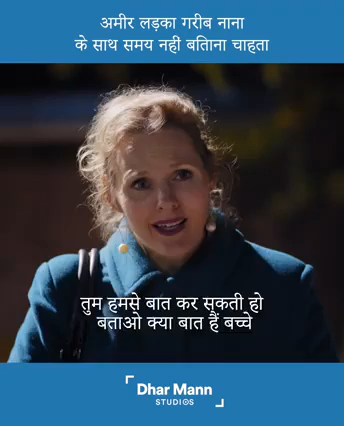 अमीर लड़का गरीब नाना
के साथ समय नहीं बिताना चाहता
तुम हमसे बात कर सकती हो
बताओ क्या बात हैं बच्चे
Dhar Mann
STUDIOS